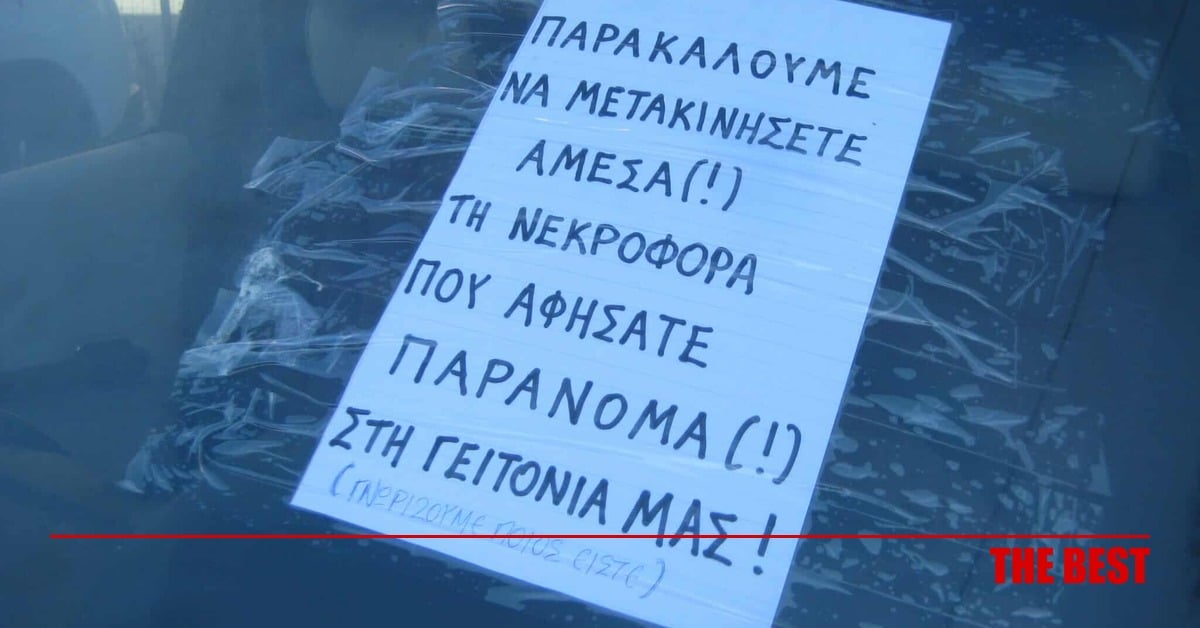 ΠΑΡΑΚΑΛΟΥΜΕ
ΝΑ ΜΕΤΑΚΙΝΗΣΕΤΕ
ΑΜΕΣΑ(!)
ΤΗ ΝΕΚΡΟΦΟΡΑ
ΠΟΥ ΑΦΗΣΑΤΕ
ΠΑΡΑΝΟΜΑ(!)
ΣΤΗ ΓΕΙΤΟΝΙΑ ΜΑΣ!
(ΓΝΩΡΙΖΟΥΜΕ ΠΟΙΟΣ ΕΙΣΤΕ)
THE BEST